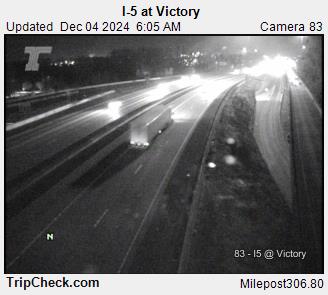 I-5 at Victory
Updated Dec 04 2024 6:05 AM Camera 83
T
N
83 - I5 @ Victory
TripCheck.com Milepost306.80